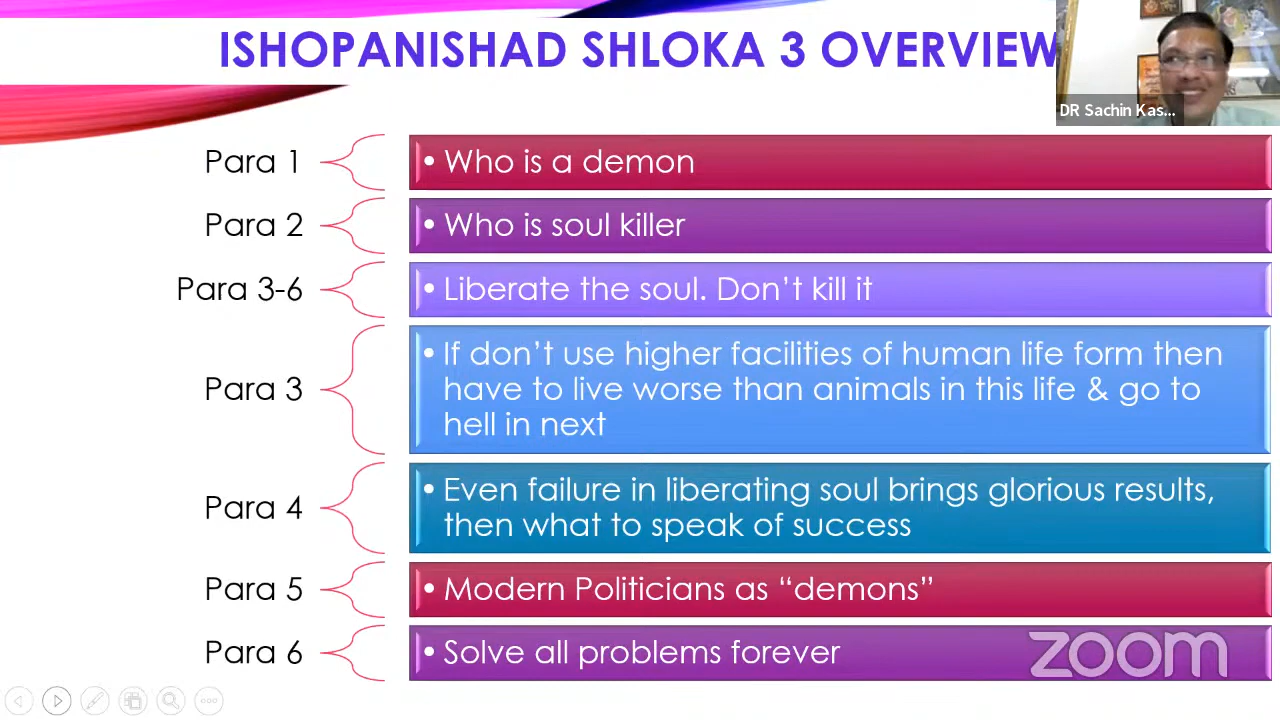 ISHOPANISHAD SHLOKA 3 OVERVIEW
DR Sachin Kas...
Para 1
• Who is a demon
Para 2
• Who is soul killer
Para 3-6
• Liberate the soul. Don’t kill it
Para 3
• If don’t use higher facilities of human life form then
have to live worse than animals in this life & go to
hell in next
Para 4
• Even failure in liberating soul brings glorious results,
then what to speak of success
Para 5
• Modern Politicians as “demons”
Para 6
• Solve all problems forever
zoom